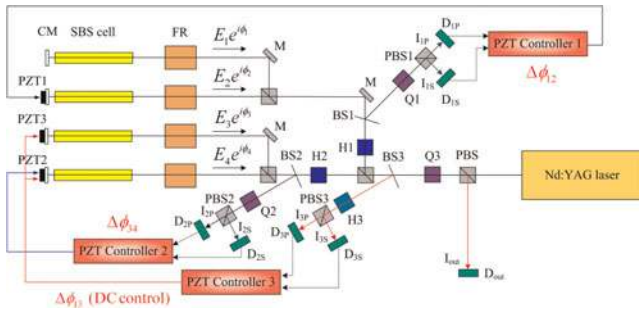 CM SBS cell FR
E₁e^{iϕ₁} M
PZT1 E₂e^{iϕ₂} M
PZT3 E₃e^{iϕ₃} M
PZT2 E₄e^{iϕ₄}
I1P D1P
PBS1 PZT Controller 1
I1S D1S Δϕ₁₂
Q1
BS1
H1
BS2 H2 BS3 Q3 PBS Nd:YAG laser
PBS2 Q2 PBS3 H3
I2P D2P I3P D3P
I2S D2S I3S D3S
Δϕ₃₄
PZT Controller 2
Iout Dout
Δϕ₁₃ (DC control) PZT Controller 3